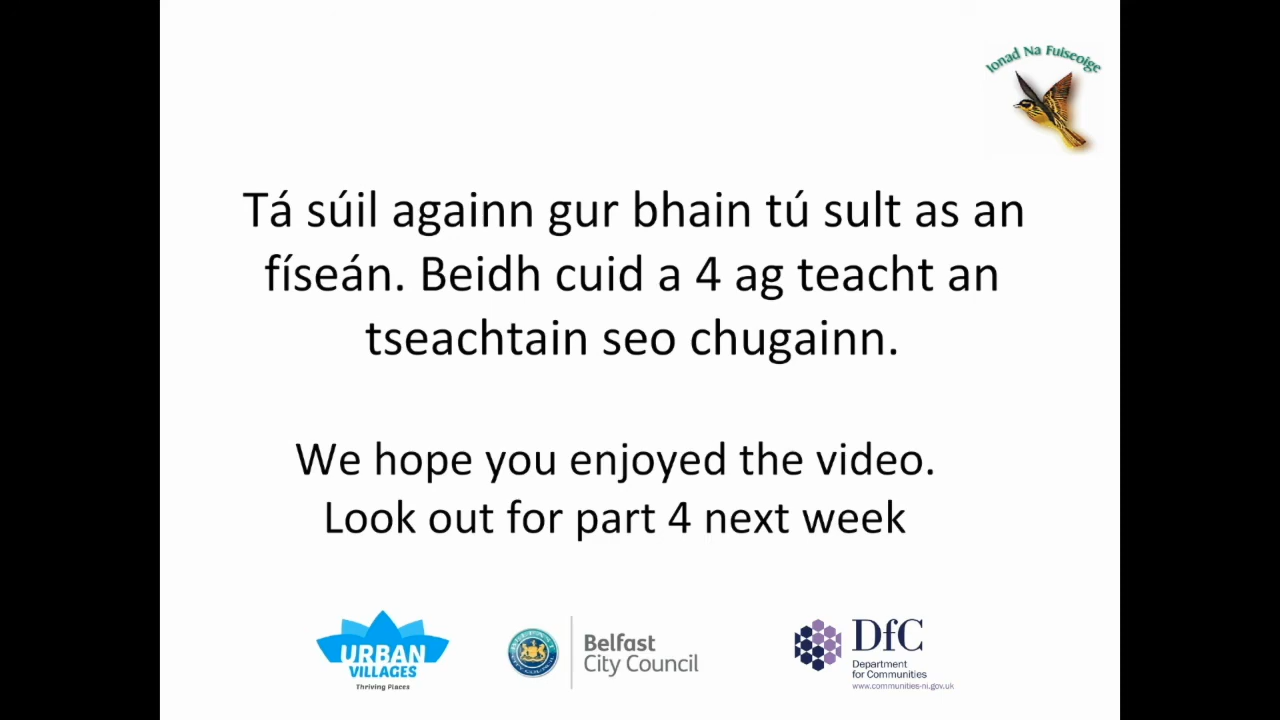 Ionad Na Fuiseoige
Tá súil againn gur bhain tú sult as an
físeán. Beidh cuid a 4 ag teacht an
tseachtain seo chugainn.
We hope you enjoyed the video.
Look out for part 4 next week
URBAN
VILLAGES
Thriving Places
Belfast
City Council
DfC
Department
for Communities
www.communities-ni.gov.uk